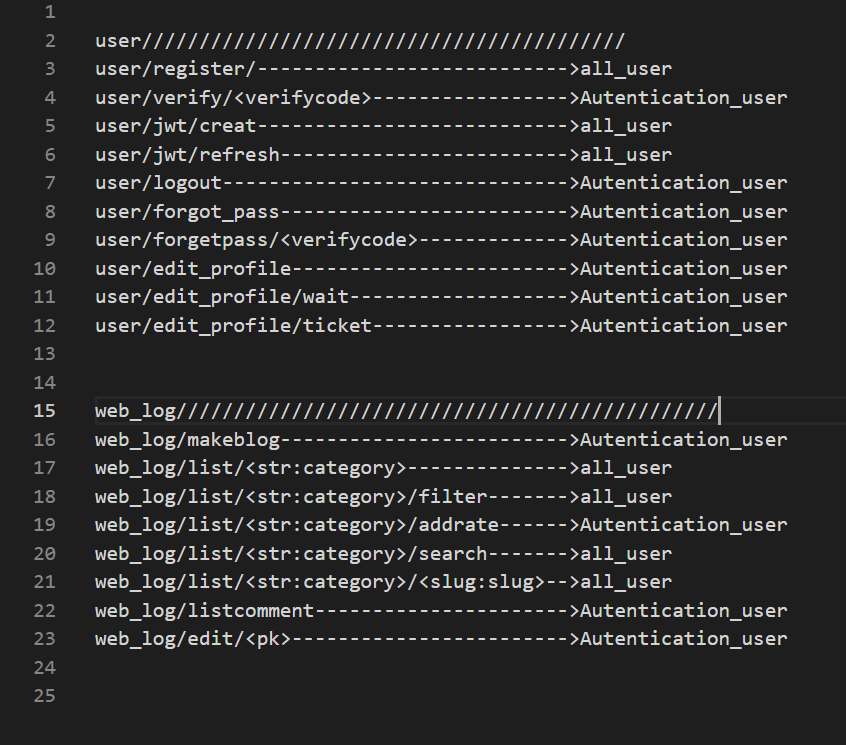 1
2 user//////////////////////////////////////////
3 user/register/--------------------------->all_user
4 user/verify/<verifycode>----------------->Autentication_user
5 user/jwt/creat--------------------------->all_user
6 user/jwt/refresh------------------------->all_user
7 user/logout------------------------------>Autentication_user
8 user/forgot_pass------------------------->Autentication_user
9 user/forgetpass/<verifycode>------------->Autentication_user
10 user/edit_profile------------------------>Autentication_user
11 user/edit_profile/wait------------------->Autentication_user
12 user/edit_profile/ticket----------------->Autentication_user
13
14
15 web_log///////////////////////////////////////////////
16 web_log/makeblog------------------------->Autentication_user
17 web_log/list/<str:category>-------------->all_user
18 web_log/list/<str:category>/filter------->all_user
19 web_log/list/<str:category>/addrate------>Autentication_user
20 web_log/list/<str:category>/search------->all_user
21 web_log/list/<str:category>/<slug:slug>-->all_user
22 web_log/listcomment---------------------->Autentication_user
23 web_log/edit/<pk>------------------------>Autentication_user
24
25